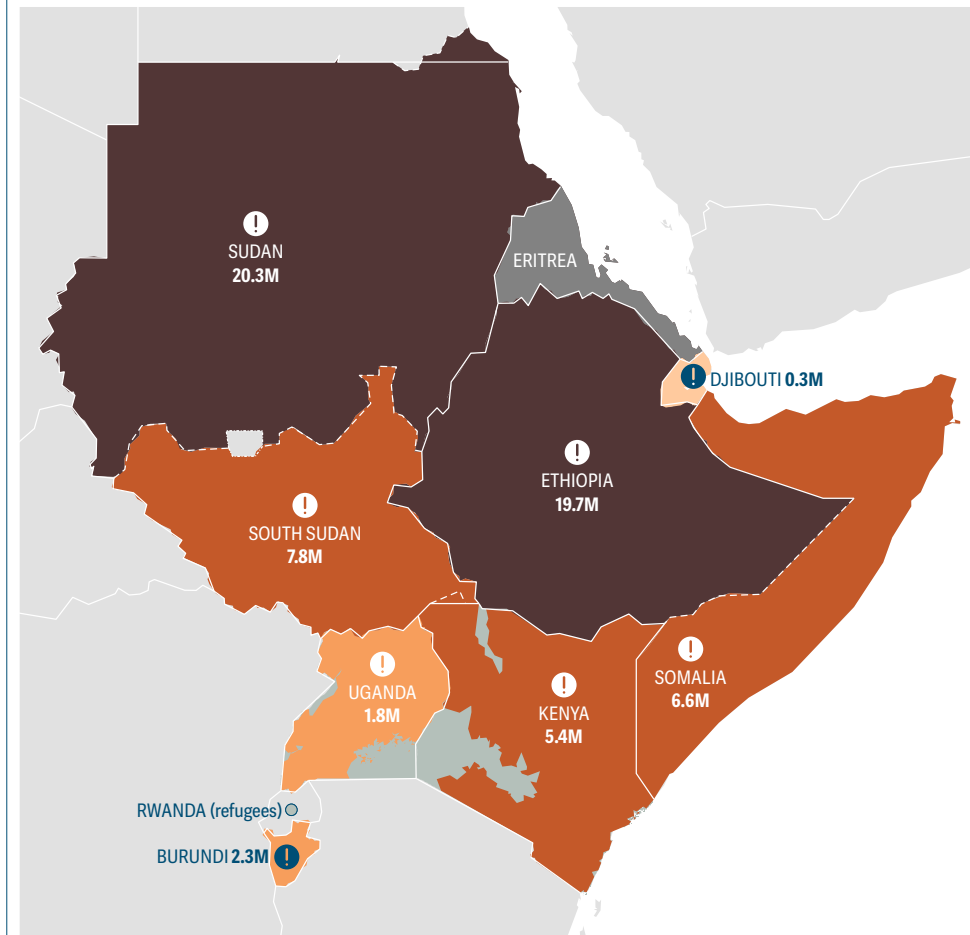 !
SUDAN
20.3M
ERITREA
! DJIBOUTI 0.3M
!
ETHIOPIA
19.7M
!
SOUTH SUDAN
7.8M
!
UGANDA
1.8M
!
KENYA
5.4M
!
SOMALIA
6.6M
RWANDA (refugees)
BURUNDI 2.3M !